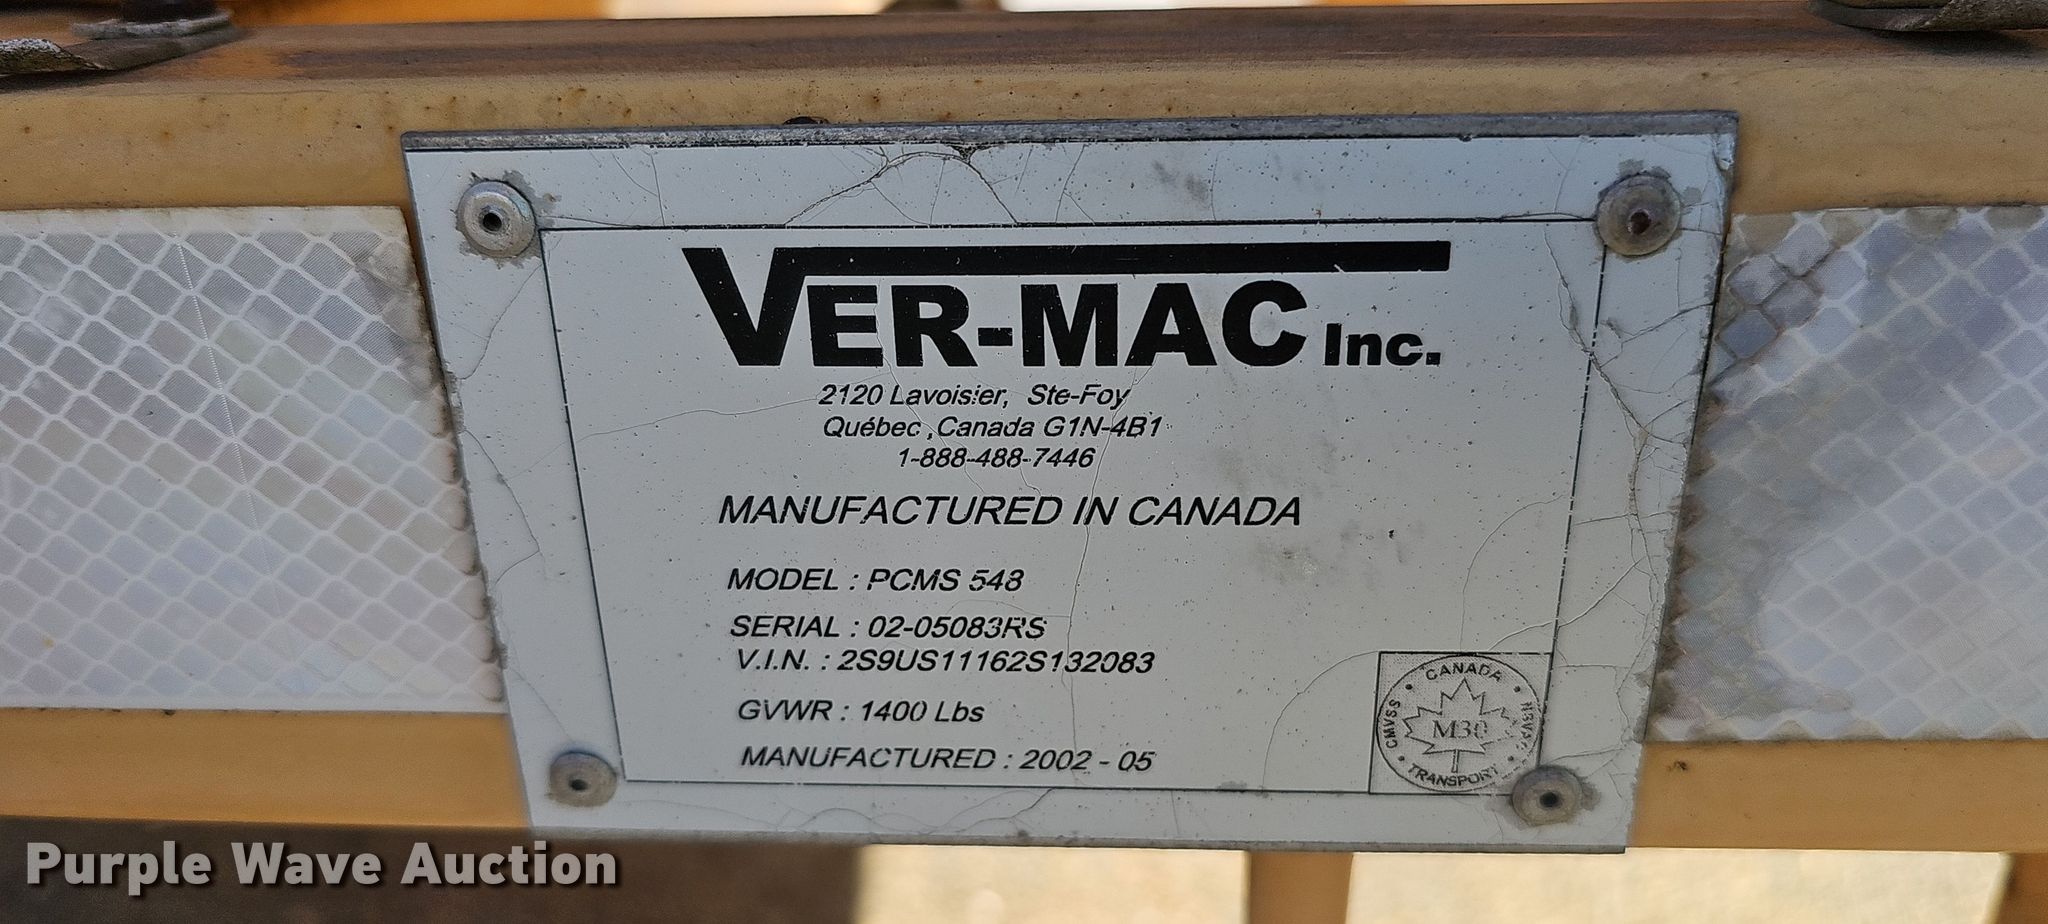 VER-MAC Inc.
2120 Lavoisier, Ste-Foy
Québec ,Canada G1N-4B1
1-888-488-7446
MANUFACTURED IN CANADA
MODEL : PCMS 548
SERIAL : 02-05083RS
V.I.N. : 2S9US11162S132083
GVWR : 1400 Lbs
MANUFACTURED : 2002 - 05
CANADA
CMVSS
M30
TRANSPORT
Purple Wave Auction